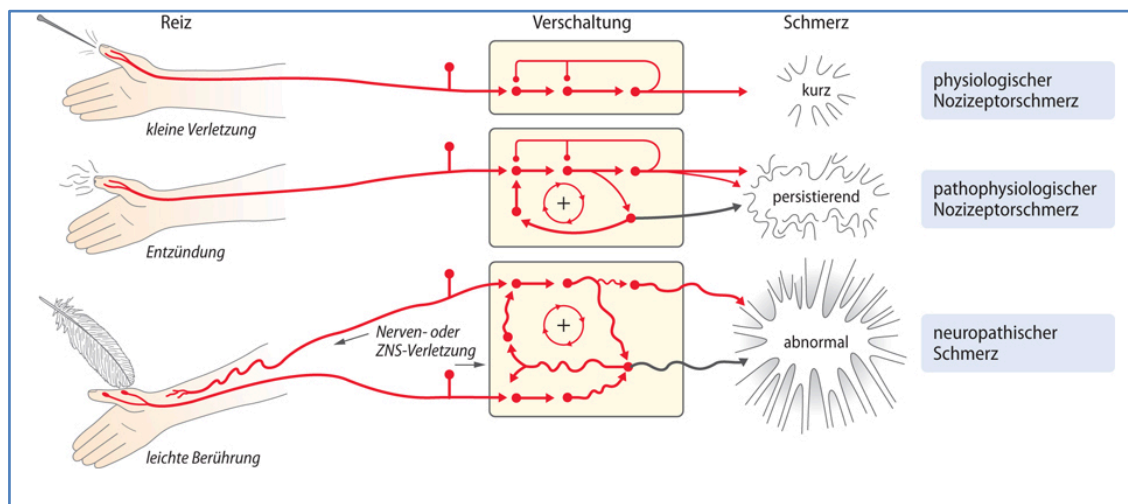 Reiz
Verschaltung
Schmerz
kleine Verletzung
kurz
physiologischer
Nozizeptorschmerz
Entzündung
+
persistierend
pathophysiologischer
Nozizeptorschmerz
Nerven- oder
ZNS-Verletzung
+
abnormal
neuropathischer
Schmerz
leichte Berührung